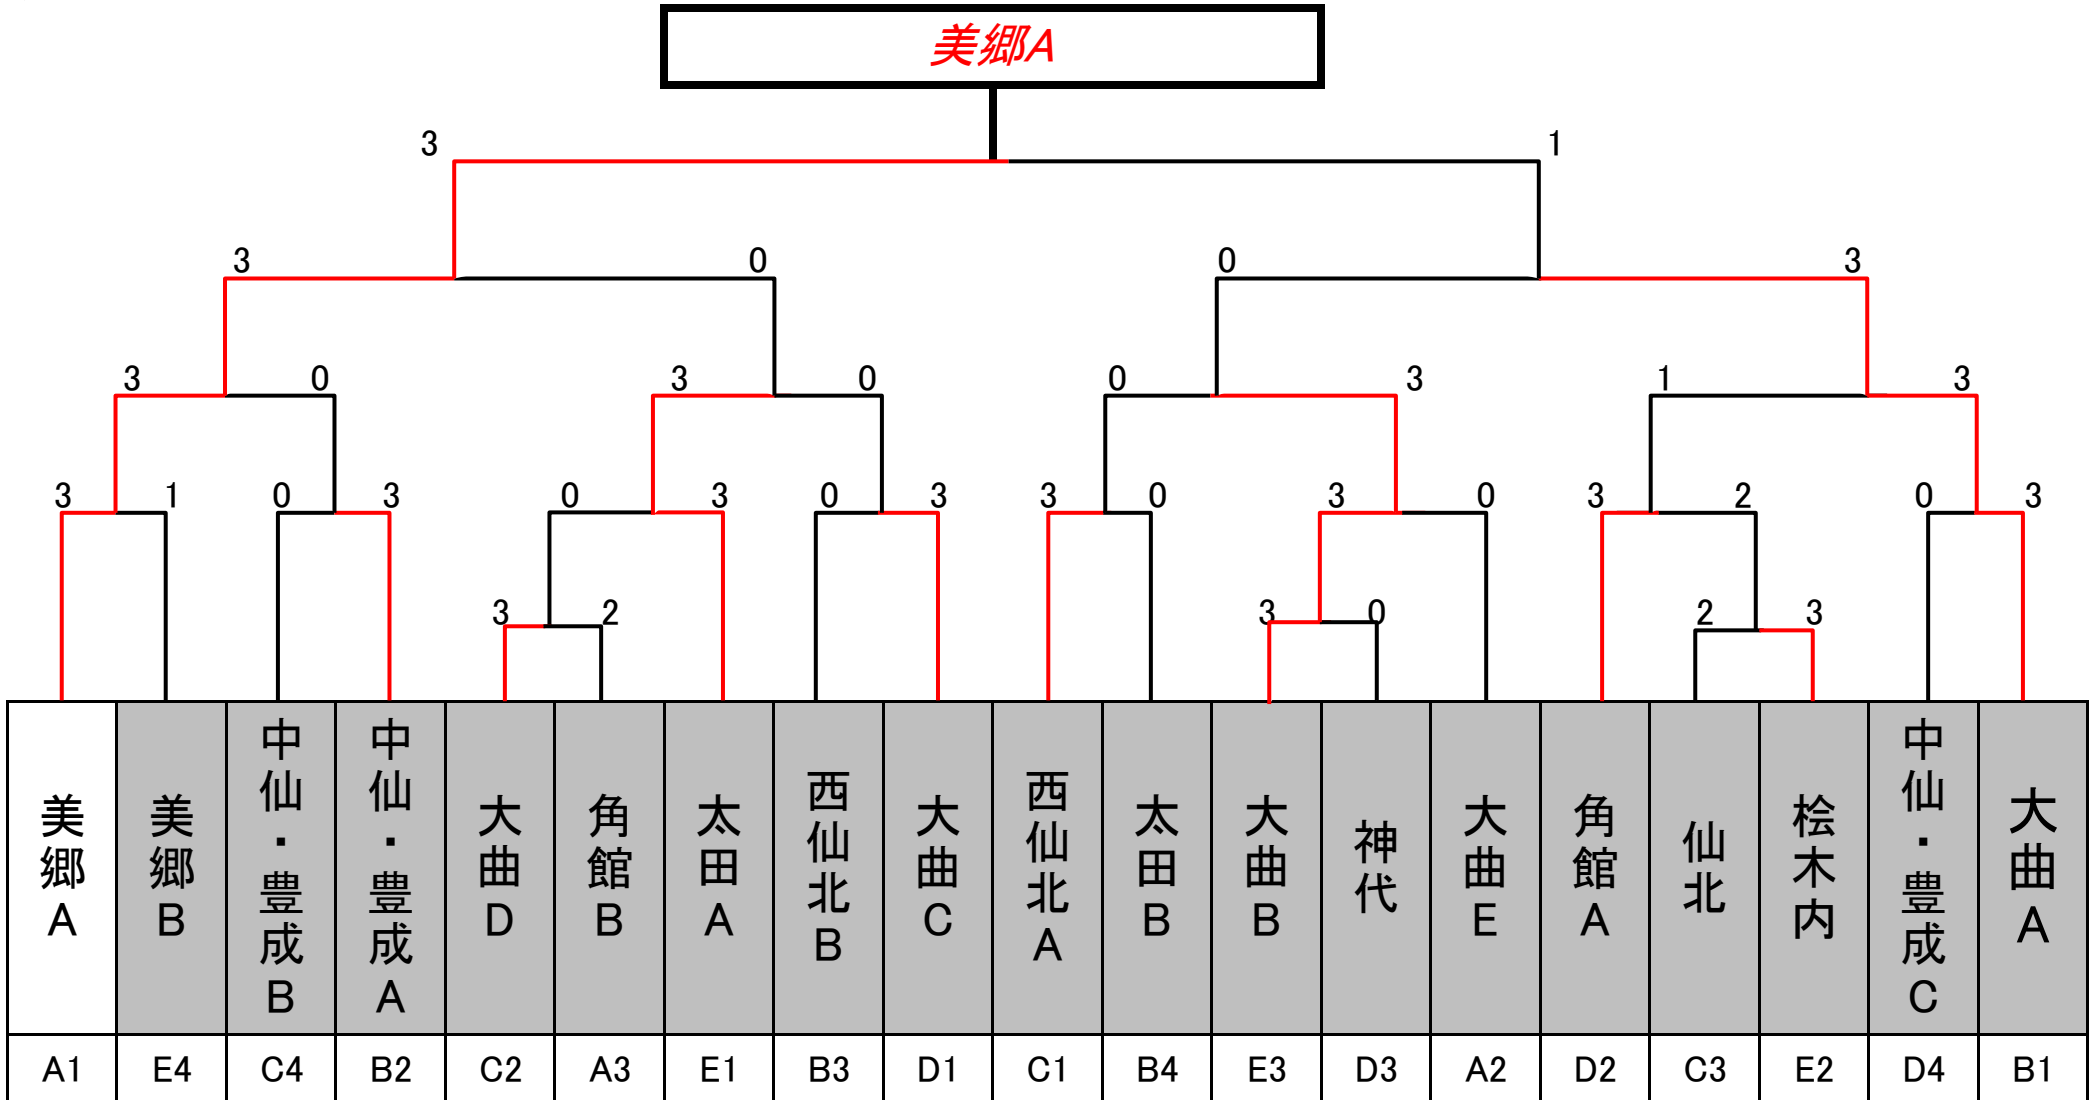 美郷A
3 1
3 0 0 3
3 0 3 0 0 3 1 3
3 1 0 3 0 3 0 3 3 0 3 0 3 2 0 3
3 2 3 0 2 3
美郷A
美郷B
中仙・豊成B
中仙・豊成A
大曲D
角館B
太田A
西仙北B
大曲C
西仙北A
太田B
大曲B
神代
大曲E
角館A
仙北
桧木内
中仙・豊成C
大曲A
A1 E4 C4 B2 C2 A3 E1 B3 D1 C1 B4 E3 D3 A2 D2 C3 E2 D4 B1